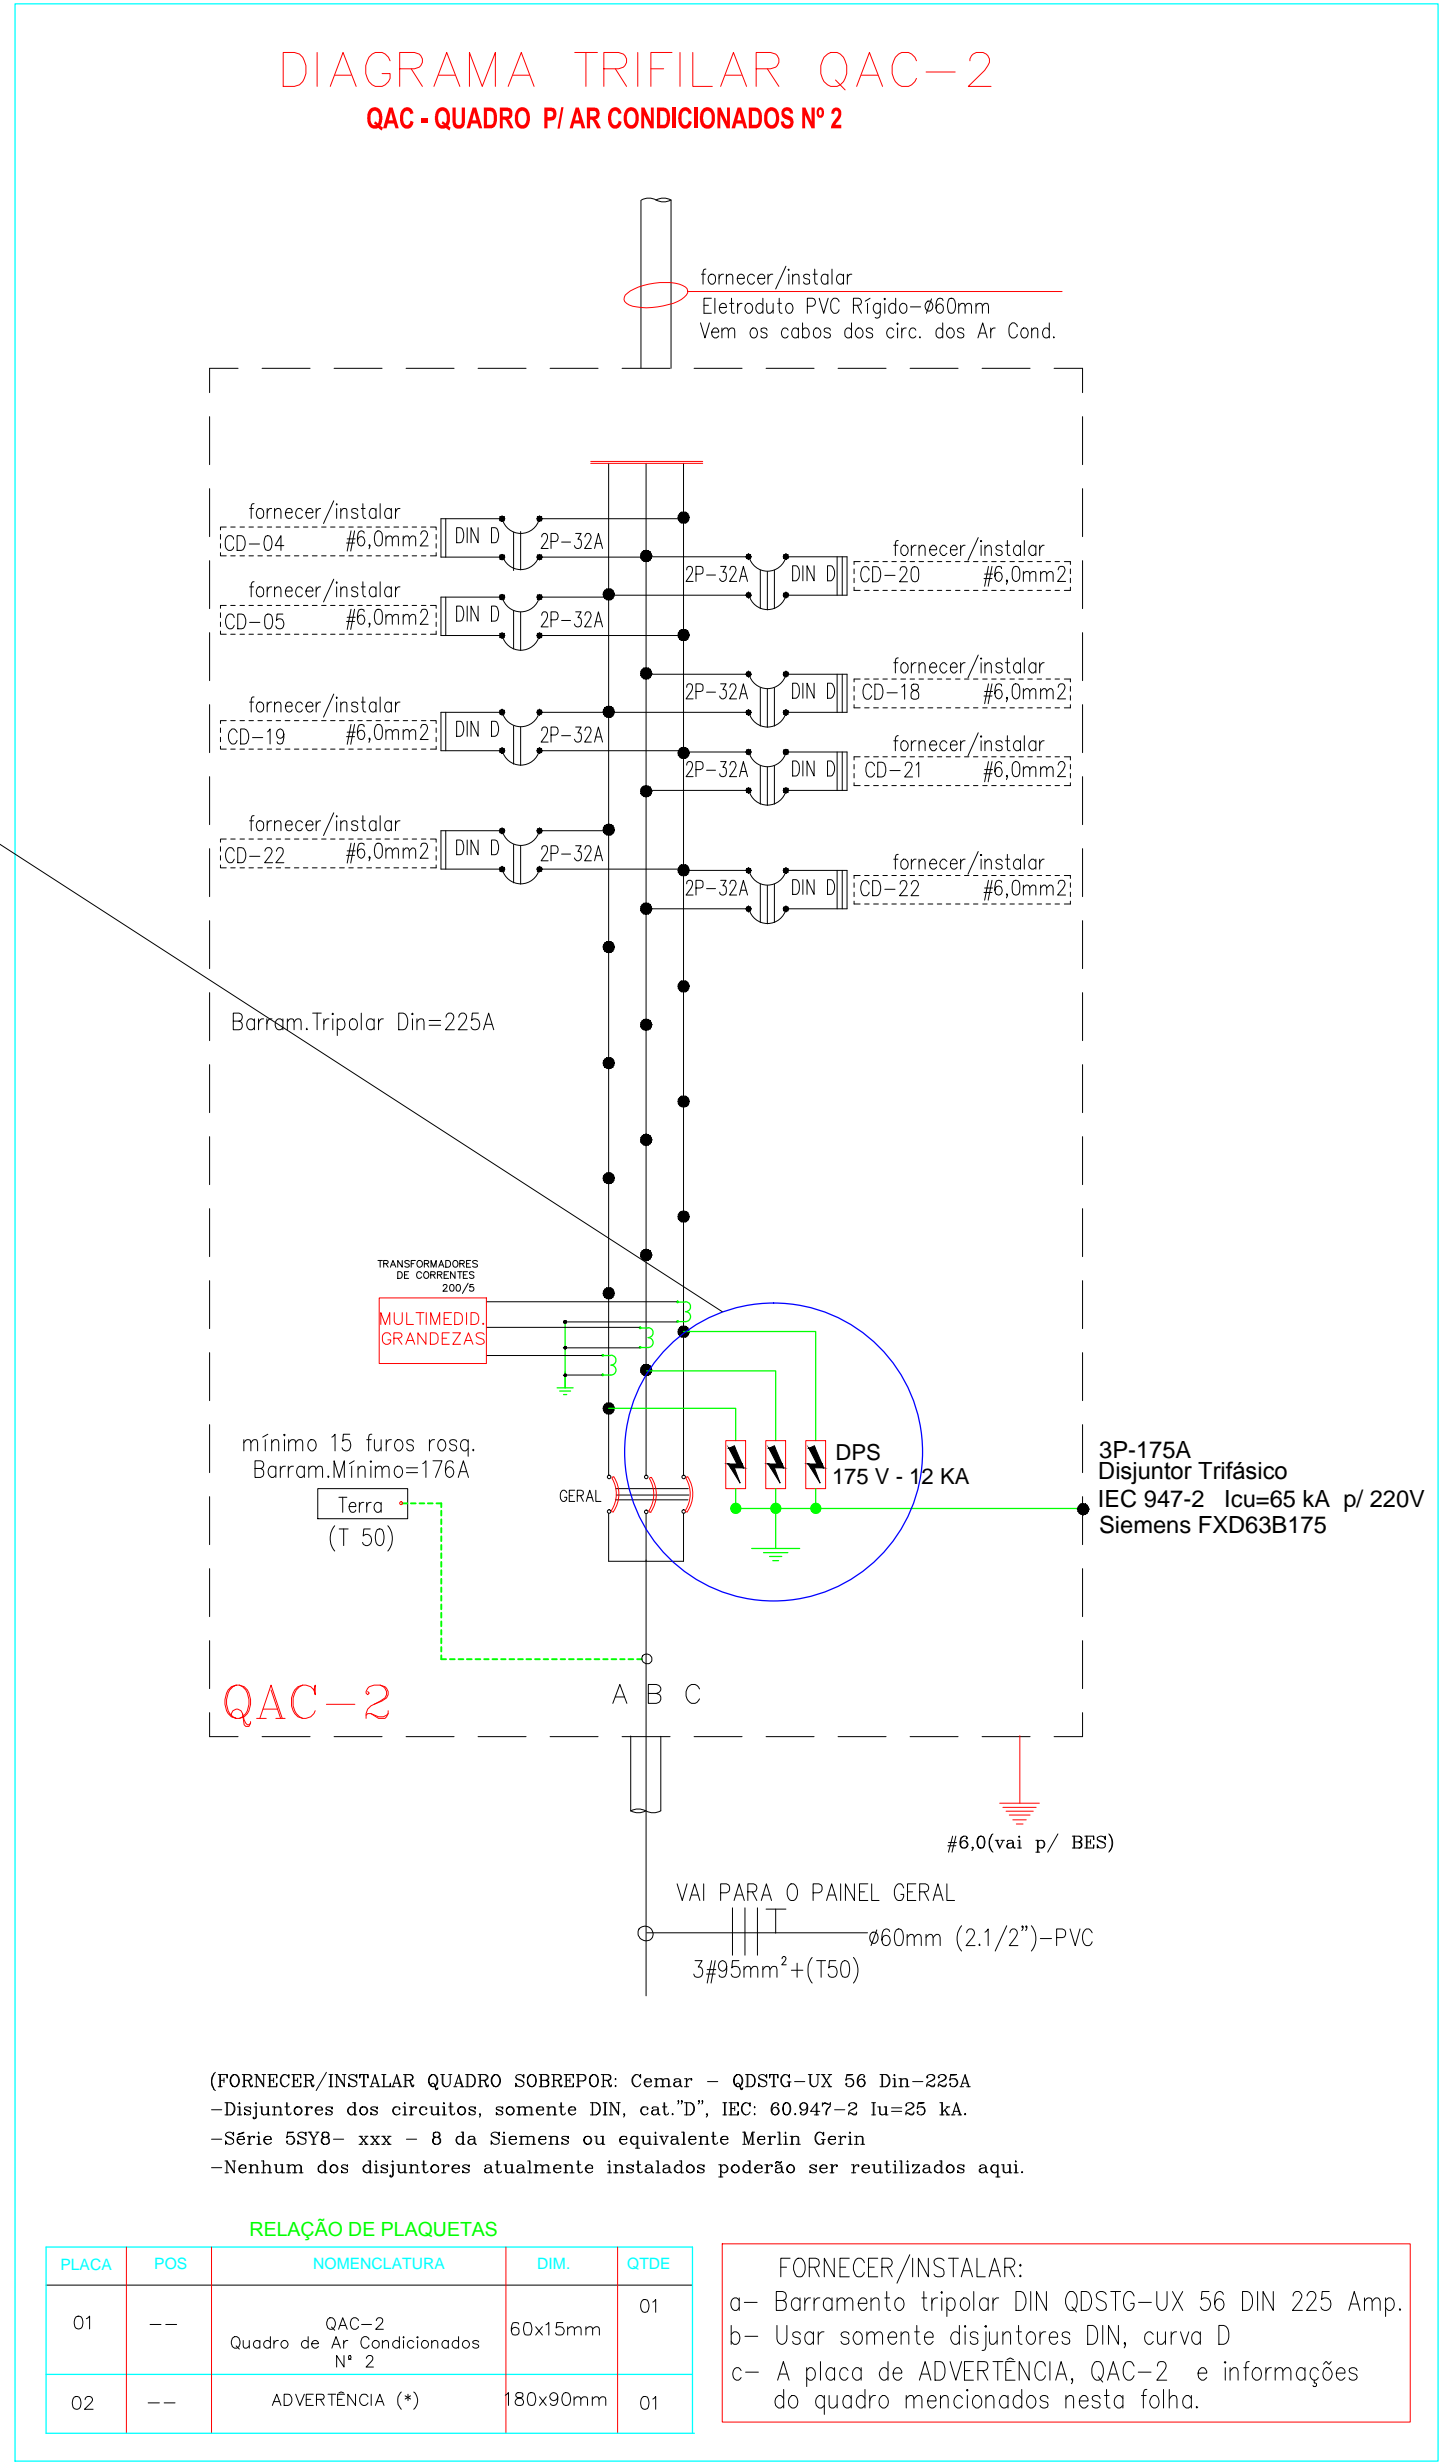 DIAGRAMA TRIFILAR QAC-2
QAC - QUADRO P/ AR CONDICIONADOS Nº 2
fornecer/instalar
Eletroduto PVC Rígido-ø60mm
Vem os cabos dos circ. dos Ar Cond.
fornecer/instalar
CD-04 #6,0mm2
DIN D
2P-32A
fornecer/instalar
2P-32A
DIN D
CD-20 #6,0mm2
fornecer/instalar
CD-05 #6,0mm2
DIN D
2P-32A
fornecer/instalar
2P-32A
DIN D
CD-18 #6,0mm2
fornecer/instalar
CD-19 #6,0mm2
DIN D
2P-32A
fornecer/instalar
2P-32A
DIN D
CD-21 #6,0mm2
fornecer/instalar
CD-22 #6,0mm2
DIN D
2P-32A
fornecer/instalar
2P-32A
DIN D
CD-22 #6,0mm2
Barram.Tripolar Din=225A
TRANSFORMADORES
DE CORRENTES
200/5
MULTIMEDID.
GRANDEZAS
mínimo 15 furos rosq.
Barram.Mínimo=176A
Terra
(T 50)
GERAL
DPS
175 V - 12 KA
3P-175A
Disjuntor Trifásico
IEC 947-2 Icu=65 kA p/ 220V
Siemens FXD63B175
QAC-2
A B C
#6,0(vai p/ BES)
VAI PARA O PAINEL GERAL
ø60mm (2.1/2")-PVC
3#95mm²+(T50)
(FORNECER/INSTALAR QUADRO SOBREPOR: Cemar - QDSTG-UX 56 Din-225A
-Disjuntores dos circuitos, somente DIN, cat."D", IEC: 60.947-2 Iu=25 kA.
-Série 5SY8- xxx - 8 da Siemens ou equivalente Merlin Gerin
-Nenhum dos disjuntores atualmente instalados poderão ser reutilizados aqui.
RELAÇÃO DE PLAQUETAS
PLACA POS NOMENCLATURA DIM. QTDE
01 -- QAC-2 60x15mm 01
Quadro de Ar Condicionados
Nº 2
02 -- ADVERTÊNCIA (*) 180x90mm 01
FORNECER/INSTALAR:
a- Barramento tripolar DIN QDSTG-UX 56 DIN 225 Amp.
b- Usar somente disjuntores DIN, curva D
c- A placa de ADVERTÊNCIA, QAC-2 e informações
do quadro mencionados nesta folha.